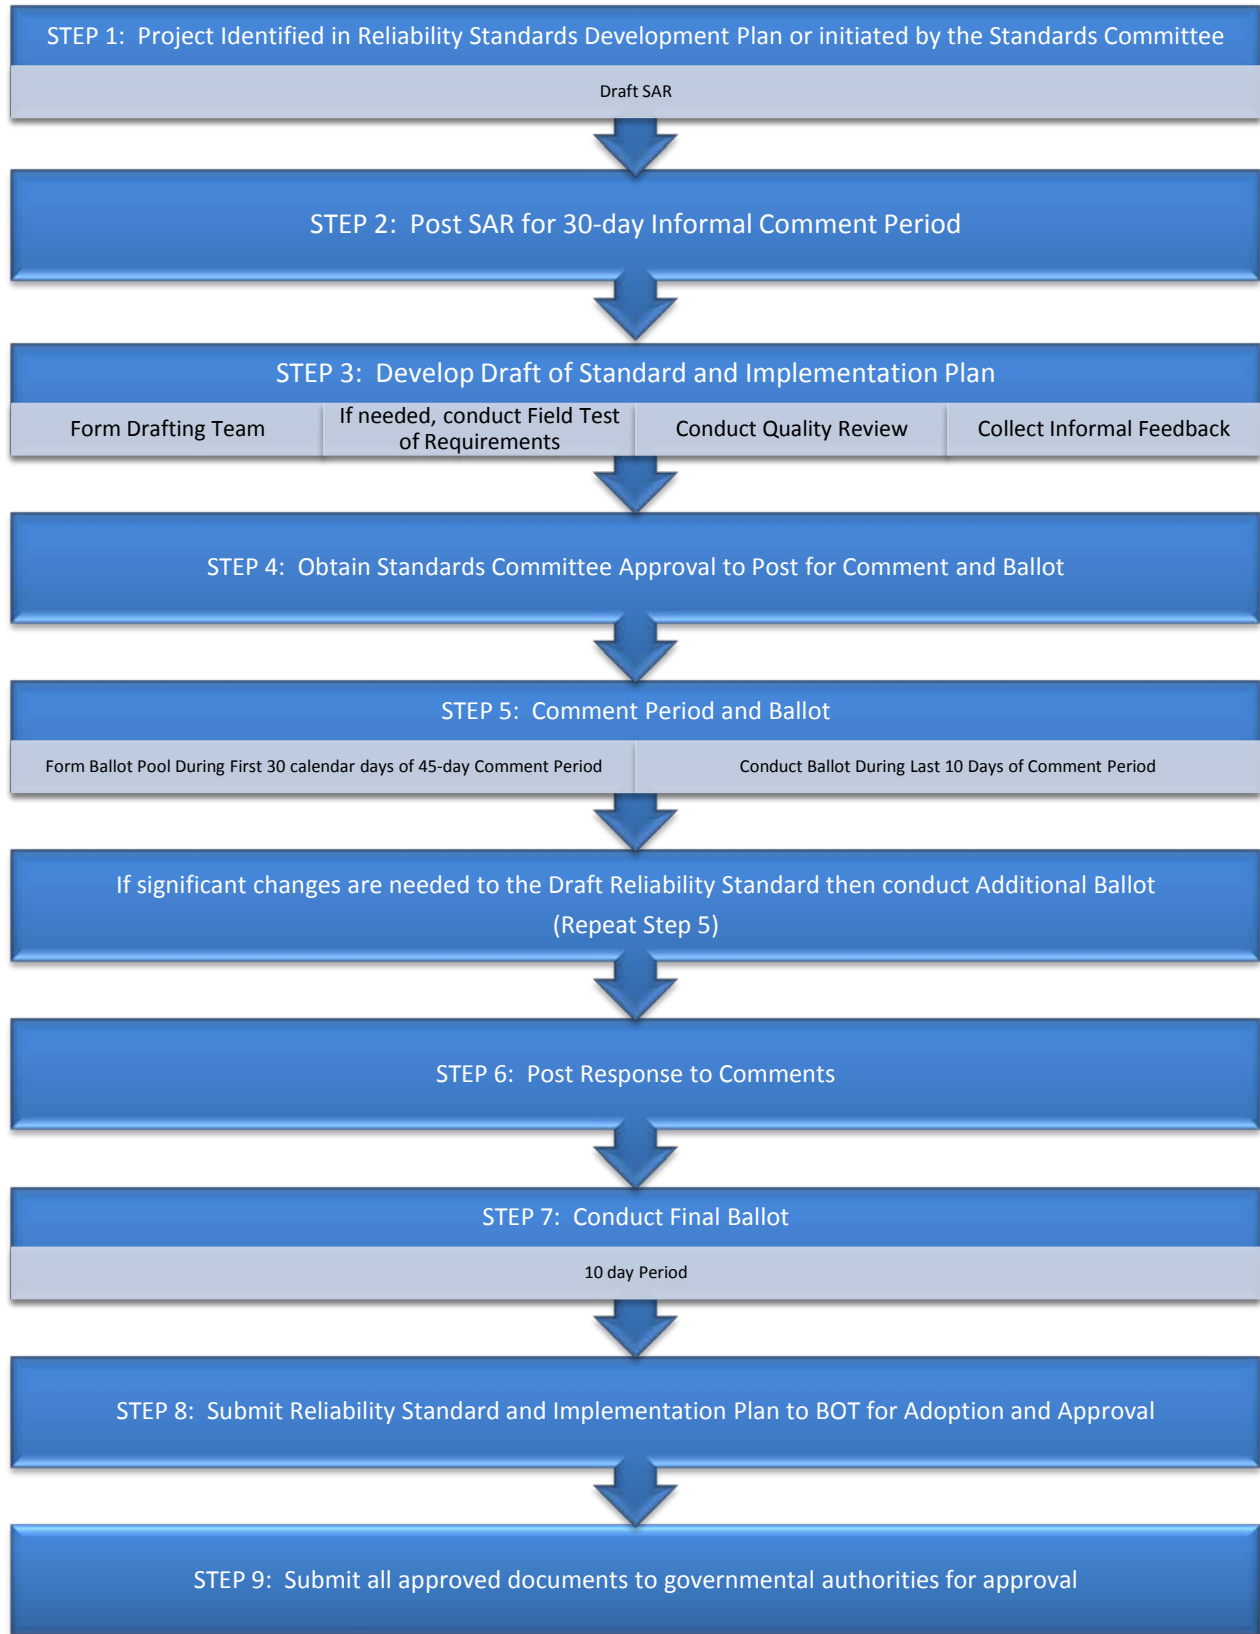 STEP 1: Project Identified in Reliability Standards Development Plan or initiated by the Standards Committee
Draft SAR
STEP 2: Post SAR for 30-day Informal Comment Period
STEP 3: Develop Draft of Standard and Implementation Plan
Form Drafting Team
If needed, conduct Field Test
of Requirements
Conduct Quality Review
Collect Informal Feedback
STEP 4: Obtain Standards Committee Approval to Post for Comment and Ballot
STEP 5: Comment Period and Ballot
Form Ballot Pool During First 30 calendar days of 45-day Comment Period
Conduct Ballot During Last 10 Days of Comment Period
If significant changes are needed to the Draft Reliability Standard then conduct Additional Ballot
(Repeat Step 5)
STEP 6: Post Response to Comments
STEP 7: Conduct Final Ballot
10 day Period
STEP 8: Submit Reliability Standard and Implementation Plan to BOT for Adoption and Approval
STEP 9: Submit all approved documents to governmental authorities for approval